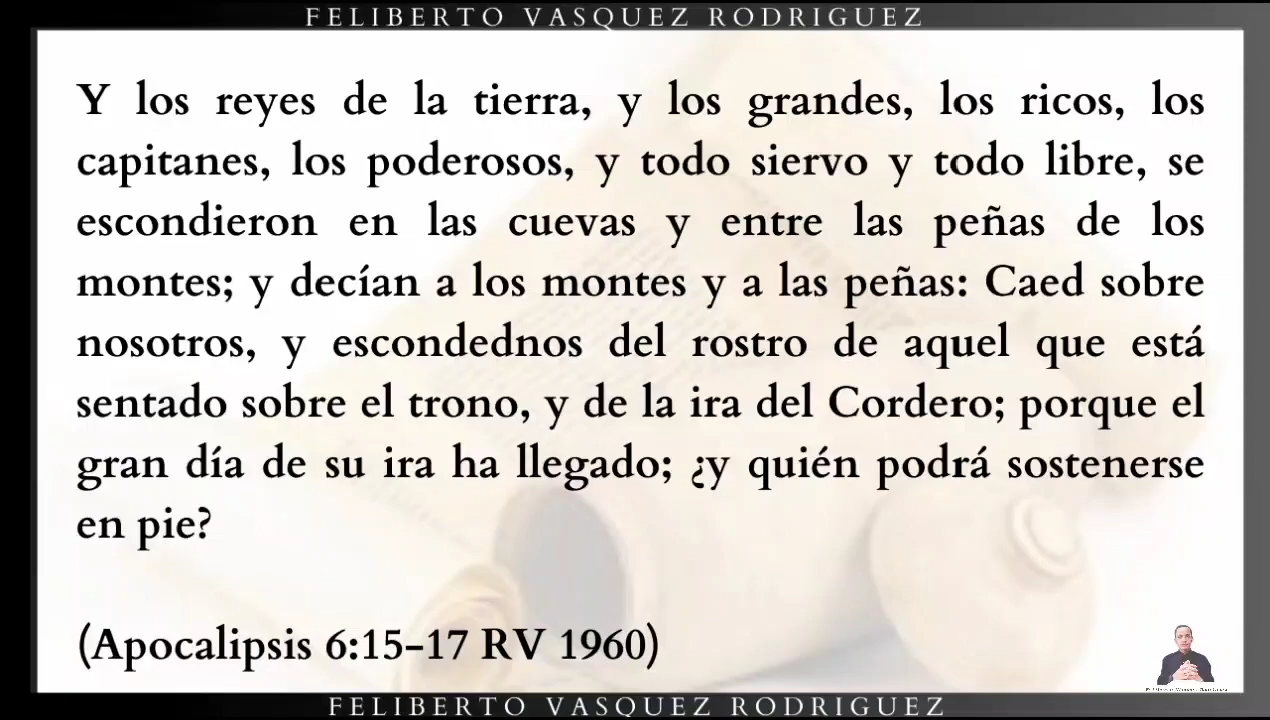 FELIBERTO VASQUEZ RODRIGUEZ
Y los reyes de la tierra, y los grandes, los ricos, los
capitanes, los poderosos, y todo siervo y todo libre, se
escondieron en las cuevas y entre las peñas de los
montes; y decían a los montes y a las peñas: Caed sobre
nosotros, y escondednos del rostro de aquel que está
sentado sobre el trono, y de la ira del Cordero; porque el
gran día de su ira ha llegado; ¿y quién podrá sostenerse
en pie?
(Apocalipsis 6:15-17 RV 1960)
FELIBERTO VASQUEZ RODRIGUEZ